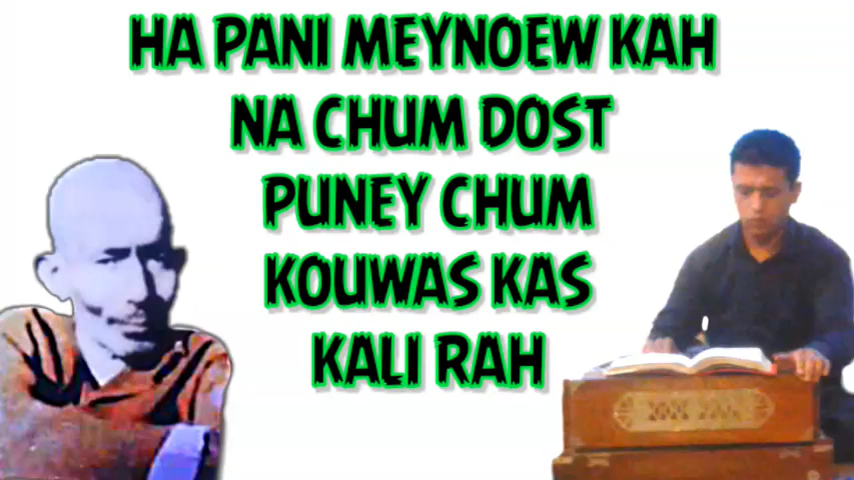 HA PANI MEYNOEW KAH
NA CHUM DOST
PUNEY CHUM
KOUWAS KAS
KALI RAH